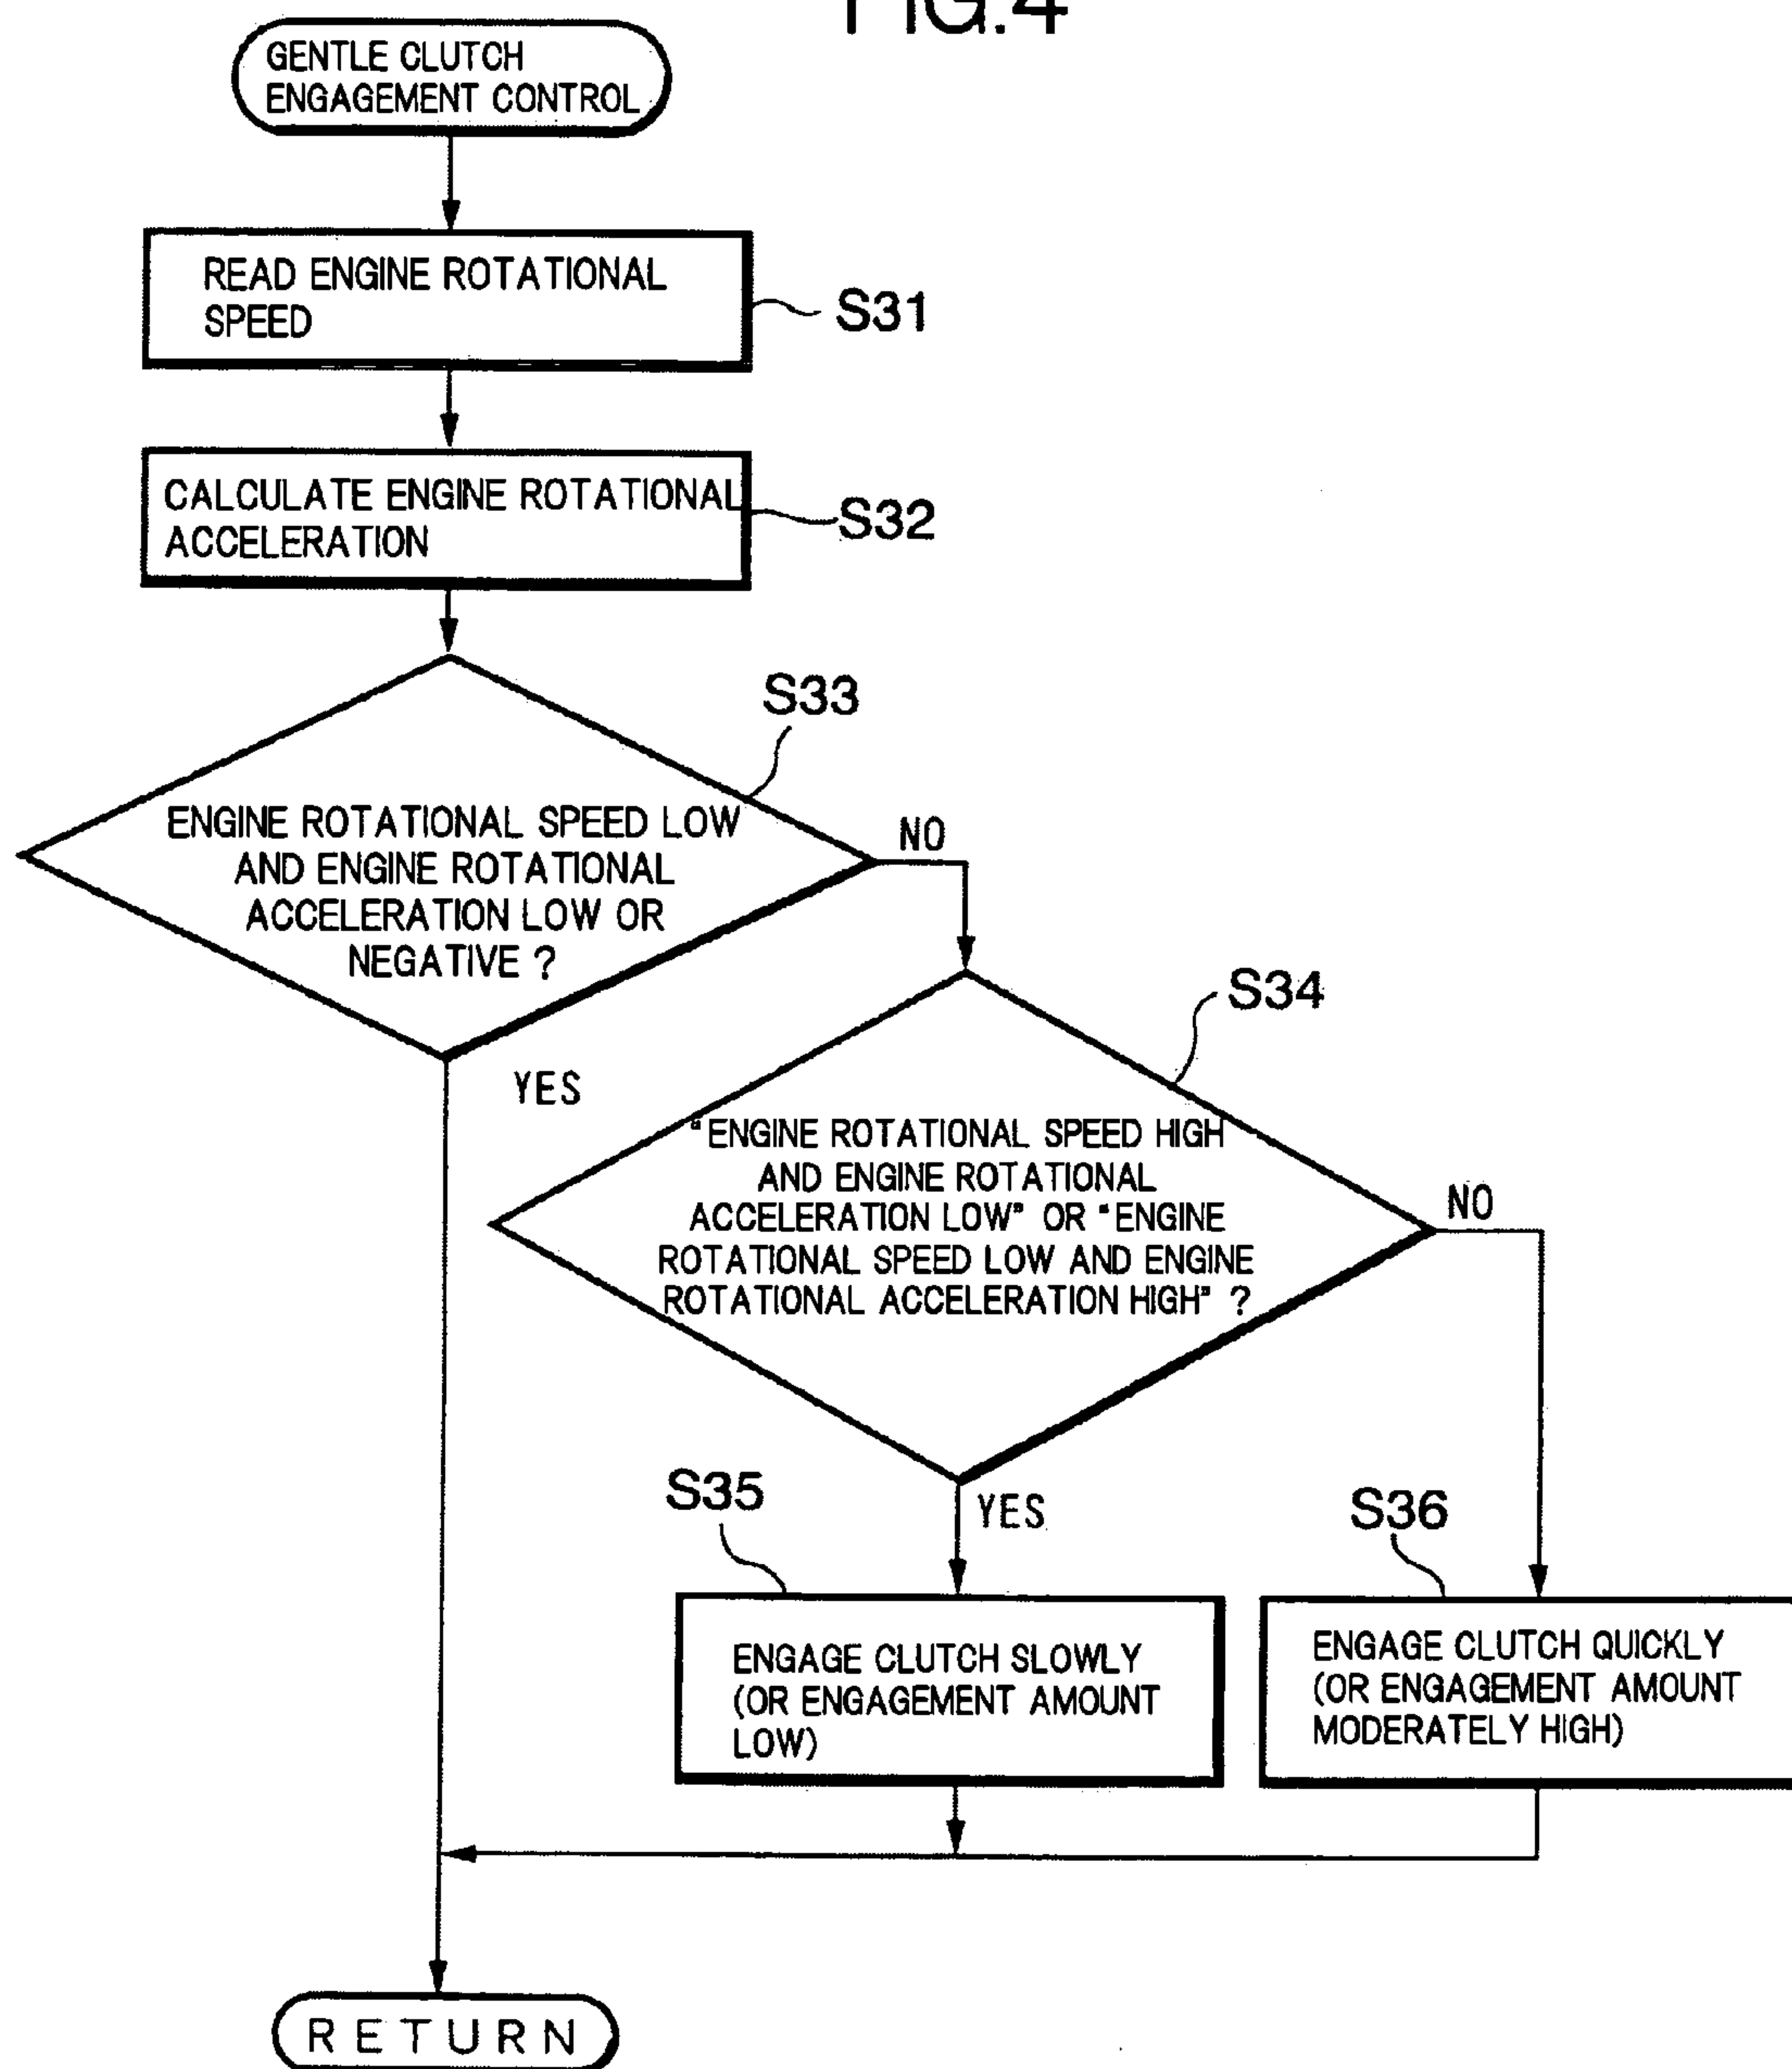 FIG.4
GENTLE CLUTCH
ENGAGEMENT CONTROL
READ ENGINE ROTATIONAL
SPEED
S31
CALCULATE ENGINE ROTATIONAL
ACCELERATION
S32
S33
ENGINE ROTATIONAL SPEED LOW
AND ENGINE ROTATIONAL
ACCELERATION LOW OR
NEGATIVE ?
NO
YES
S34
"ENGINE ROTATIONAL SPEED HIGH
AND ENGINE ROTATIONAL
ACCELERATION LOW" OR "ENGINE
ROTATIONAL SPEED LOW AND ENGINE
ROTATIONAL ACCELERATION HIGH" ?
NO
YES
S35
ENGAGE CLUTCH SLOWLY
(OR ENGAGEMENT AMOUNT
LOW)
S36
ENGAGE CLUTCH QUICKLY
(OR ENGAGEMENT AMOUNT
MODERATELY HIGH)
RETURN